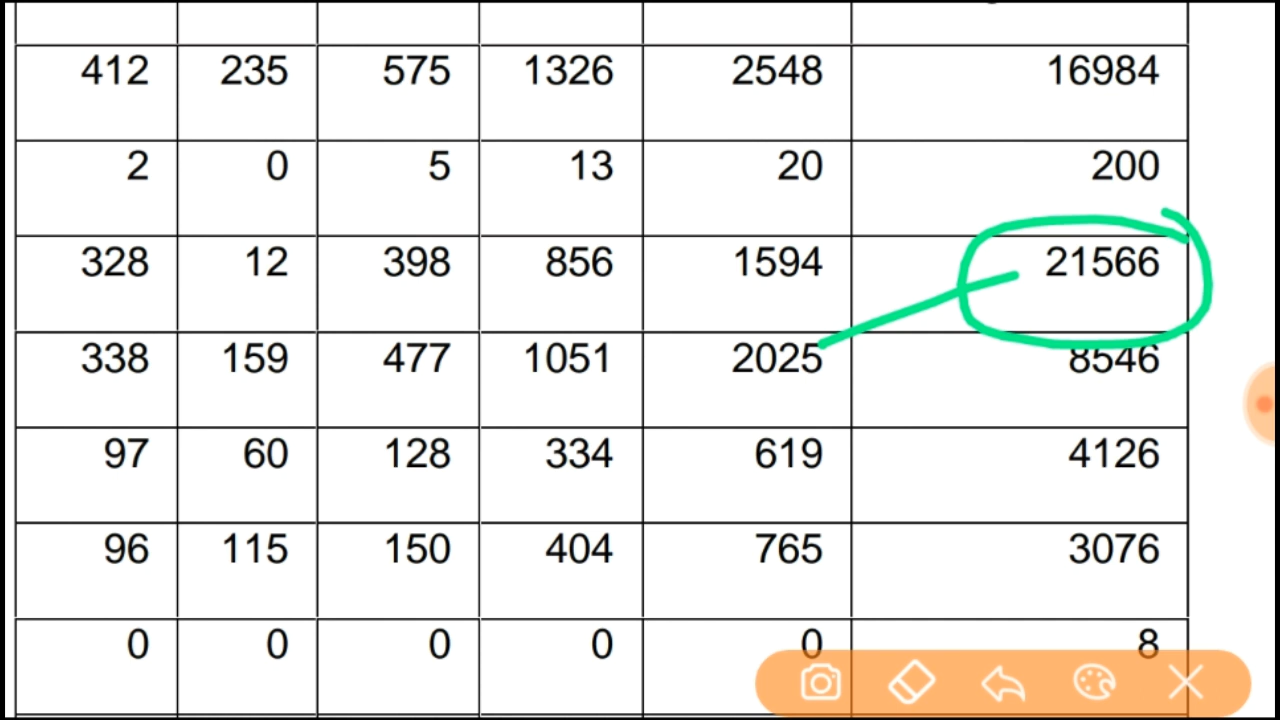 412 235 575 1326 2548 16984
2 0 5 13 20 200
328 12 398 856 1594 21566
338 159 477 1051 2025 8546
97 60 128 334 619 4126
96 115 150 404 765 3076
0 0 0 0 0 8